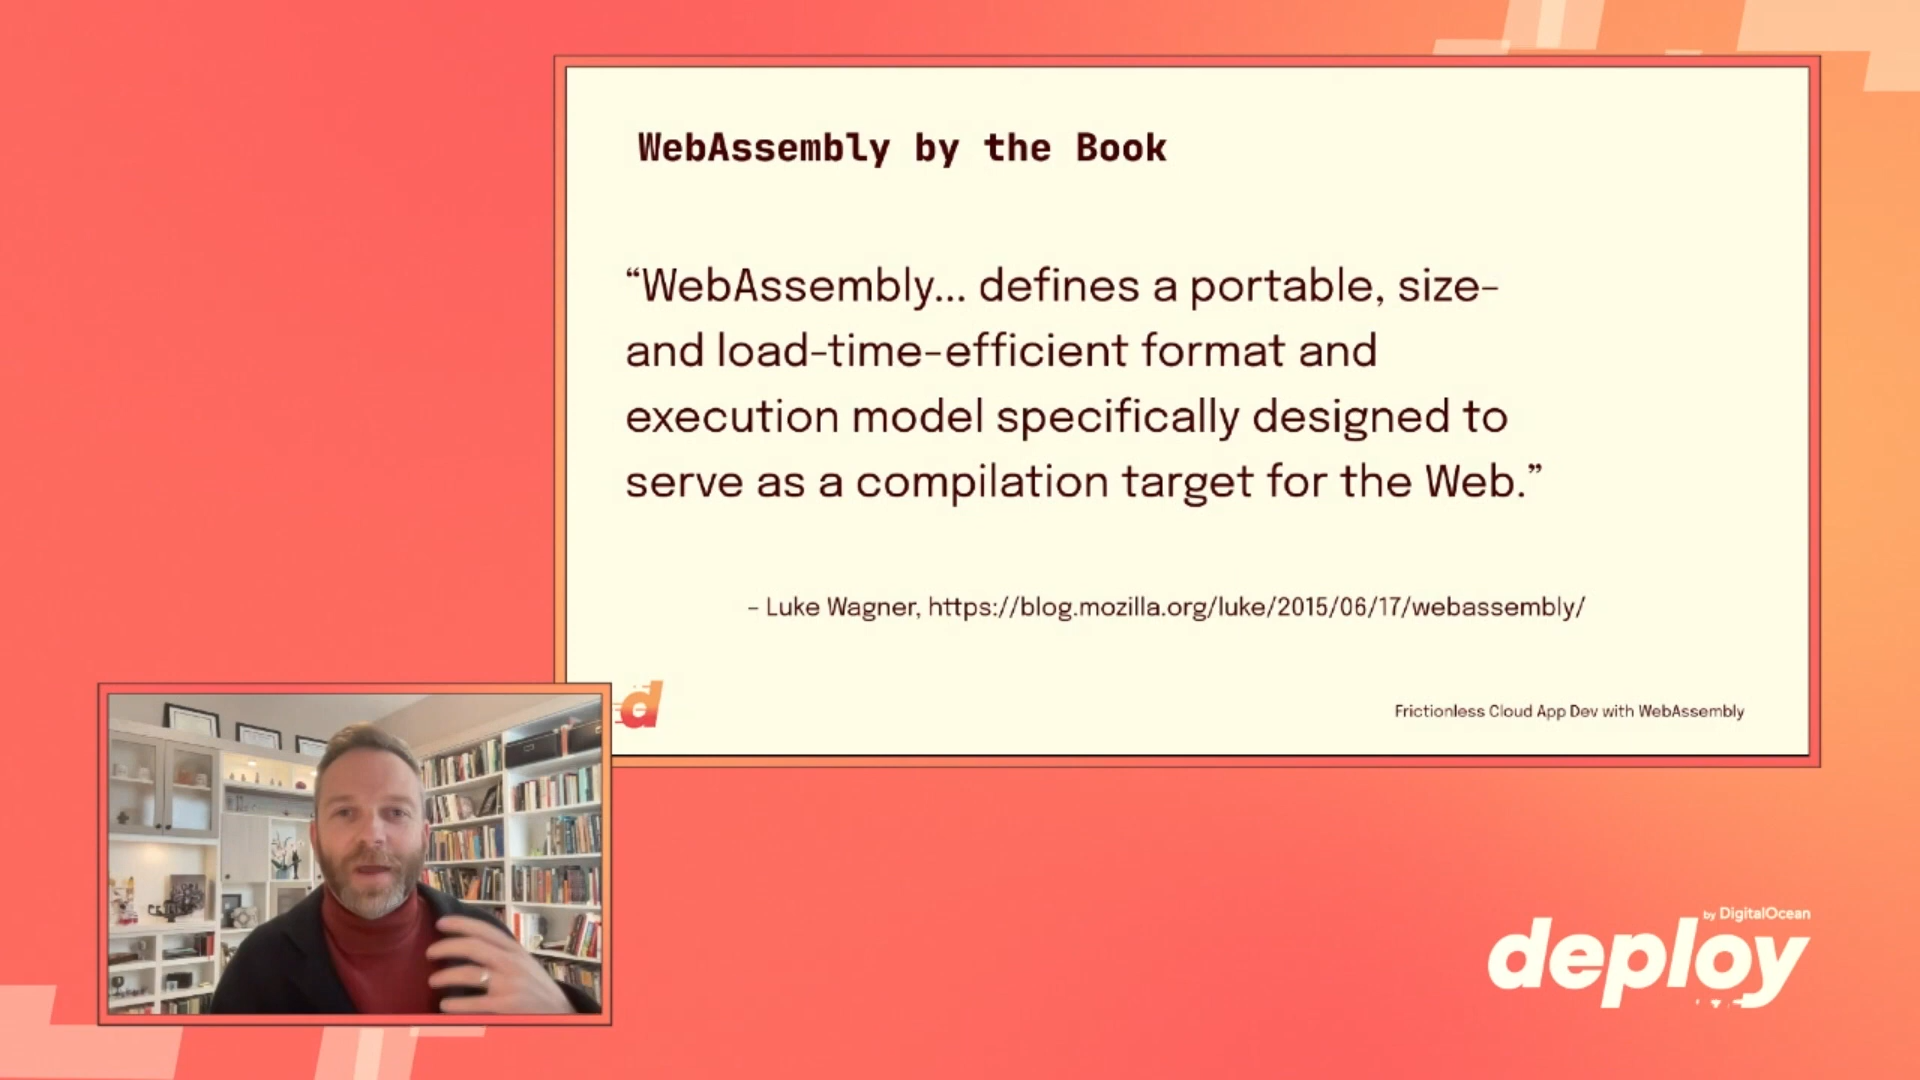 WebAssembly by the Book
“WebAssembly... defines a portable, size-
and load-time-efficient format and
execution model specifically designed to
serve as a compilation target for the Web.”
– Luke Wagner, https://blog.mozilla.org/luke/2015/06/17/webassembly/
d
Frictionless Cloud App Dev with WebAssembly
by DigitalOcean
deploy